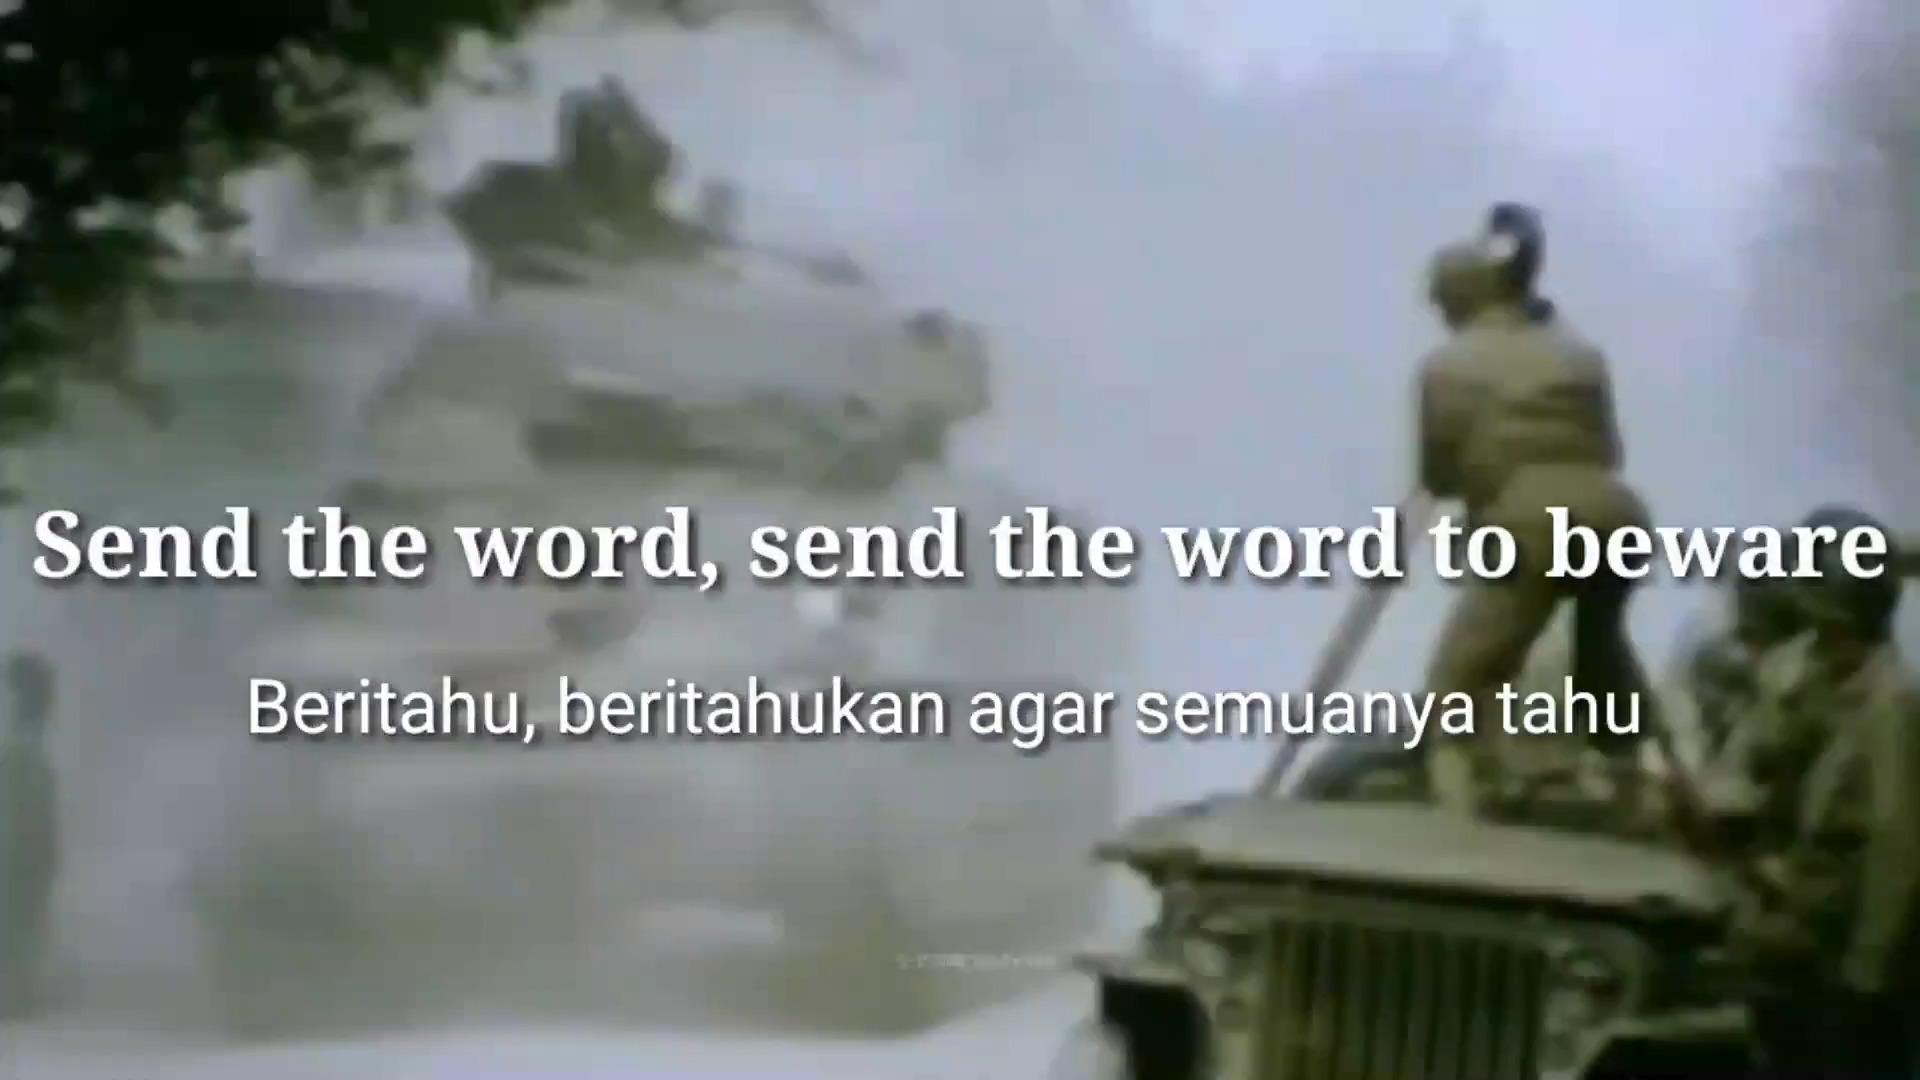 Send the word, send the word to beware
Beritahu, beritahukan agar semuanya tahu